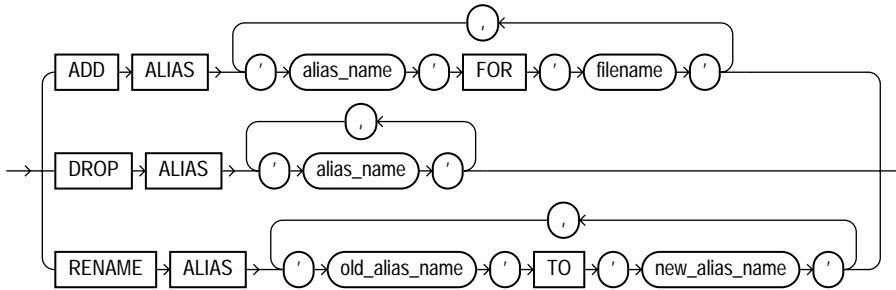 ,
ADD ALIAS ' alias_name ' FOR ' filename '
,
DROP ALIAS ' alias_name '
,
RENAME ALIAS ' old_alias_name ' TO ' new_alias_name '